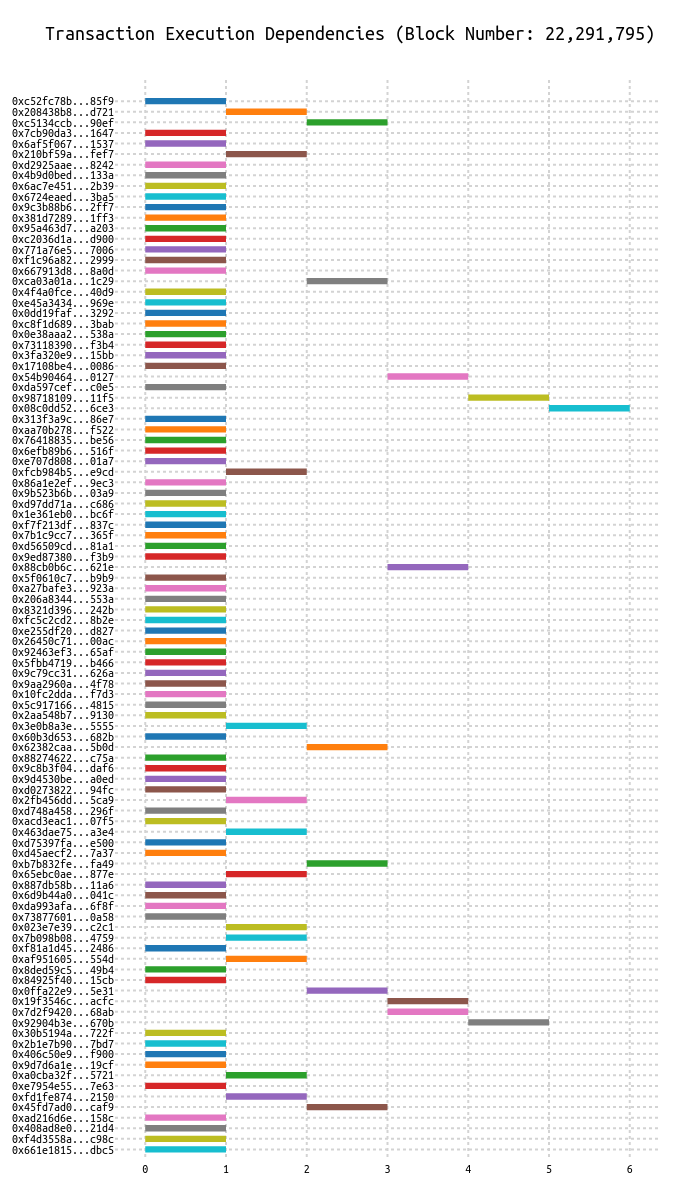 Transaction Execution Dependencies (Block Number: 22,291,795)
0xc52fc78b...85f9
0x208438b8...d721
0xc5134ccb...90ef
0x7cb90da3...1647
0x6af5f067...1537
0x210bf59a...fef7
0xd2925aae...8242
0x4b9d0bed...133a
0x6ac7e451...2b39
0x6724eaed...3ba5
0x9c3b88b6...2ff7
0x381d7289...1ff3
0x95a463d7...a203
0xc2036d1a...d900
0x771a76e5...7006
0xf1c96a82...2999
0x667913d8...8a0d
0xca03a01a...1c29
0x4f4a0fce...40d9
0xe45a3434...969e
0x0dd19faf...3292
0xc8f1d689...3bab
0x0e38aaa2...538a
0x73118390...f3b4
0x3fa320e9...15bb
0x17108be4...0086
0x54b90464...0127
0xda597cef...c0e5
0x98718109...11f5
0x08c0dd52...6ce3
0x313f3a9c...86e7
0xaa70b278...f522
0x76418835...be56
0x6efb89b6...516f
0xe707d808...01a7
0xfcb984b5...e9cd
0x86a1e2ef...9ec3
0x9b523b6b...03a9
0xd97dd71a...c686
0x1e361eb0...bc6f
0xf7f213df...837c
0x7b1c9cc7...365f
0xd56509cd...81a1
0x9ed87380...f3b9
0x88cb0b6c...621e
0x5f0610c7...b9b9
0xa27bafe3...923a
0x206a8344...553a
0x8321d396...242b
0xfc5c2cd2...8b2e
0xe255df20...d827
0x26450c71...00ac
0x92463ef3...65af
0x5fbb4719...b466
0x9c79cc31...626a
0x9aa2960a...4f78
0x10fc2dda...f7d3
0x5c917166...4815
0x2aa548b7...9130
0x3e0b8a3e...5555
0x60b3d653...682b
0x62382caa...5b0d
0x88274622...c75a
0x9c8b3f04...daf6
0x9d4530be...a0ed
0xd0273822...94fc
0x2fb456dd...5ca9
0xd748a458...296f
0xacd3eac1...07f5
0x463dae75...a3e4
0xd75397fa...e500
0xd45aecf2...7a37
0xb7b832fe...fa49
0x65ebc0ae...877e
0x887db58b...11a6
0x6d9b44a0...041c
0xda993afa...6f8f
0x73877601...0a58
0x023e7e39...c2c1
0x7b098b08...4759
0xf81a1d45...2486
0xaf951605...554d
0x8ded59c5...49b4
0x84925f40...15cb
0x0ffa22e9...5e31
0x19f3546c...acfc
0x7d2f9420...68ab
0x92904b3e...670b
0x30b5194a...722f
0x2b1e7b90...7bd7
0x406c50e9...f900
0x9d7d6a1e...19cf
0xa0cba32f...5721
0xe7954e55...7e63
0xfd1fe874...2150
0x45fd7ad0...caf9
0xad216d6e...158c
0x408ad8e0...21d4
0xf4d3558a...c98c
0x661e1815...dbc5
0 1 2 3 4 5 6